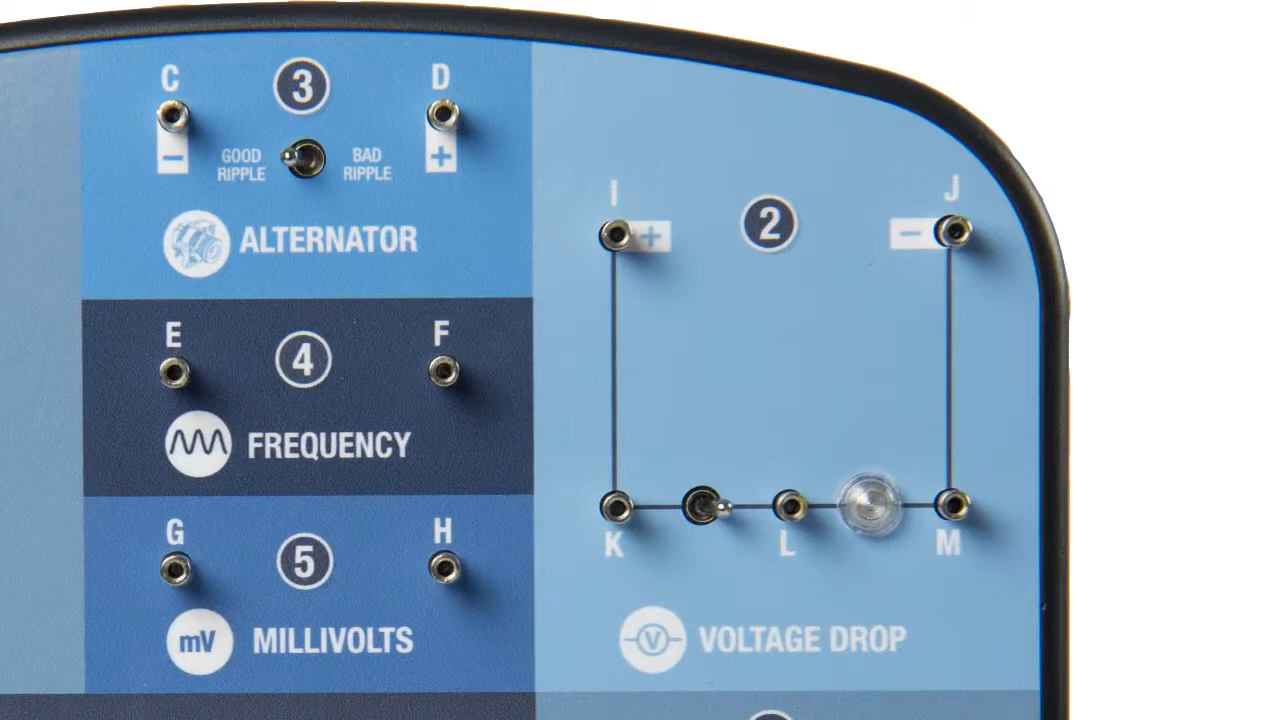 C
3
D
−
GOOD
RIPPLE
BAD
RIPPLE
+
ALTERNATOR
E
4
F
FREQUENCY
G
5
H
mV
MILLIVOLTS
I
+
2
−
J
K
L
M
V
VOLTAGE DROP